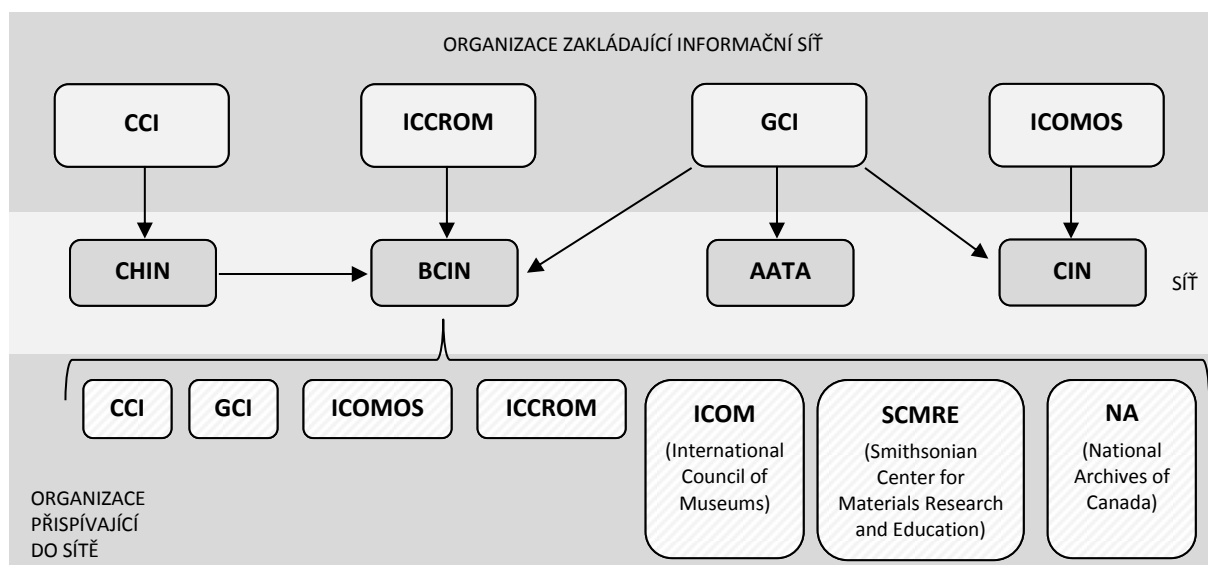 ORGANIZACE ZAKLÁDAJÍCÍ INFORMAČNÍ SÍŤ
CCI
ICCROM
GCI
ICOMOS
CHIN
BCIN
AATA
CIN
SÍŤ
CCI
GCI
ICOMOS
ICCROM
ICOM
(International
Council of
Museums)
SCMRE
(Smithsonian
Center for
Materials Research
and Education)
NA
(National
Archives of
Canada)
ORGANIZACE
PŘISPÍVAJÍCÍ
DO SÍTĚ